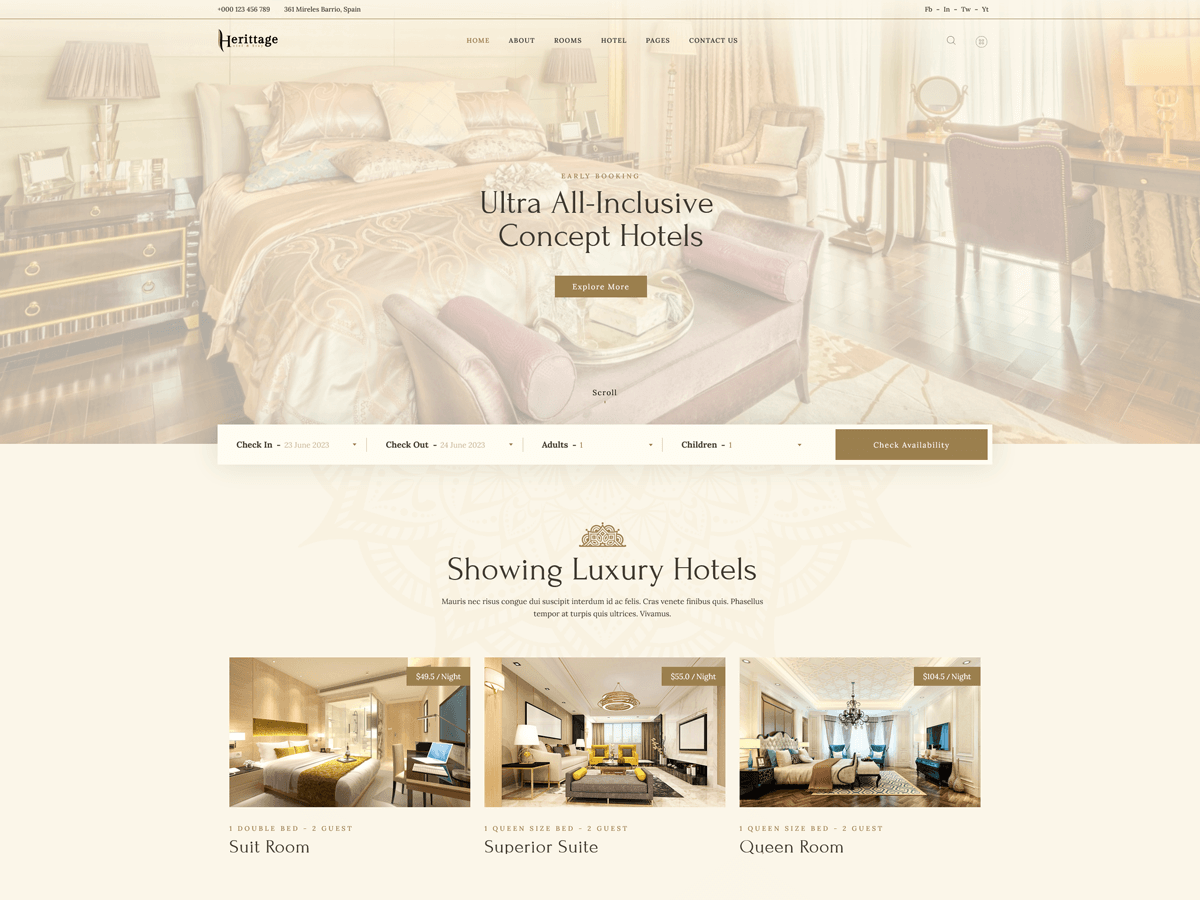 +000 123 456 789 361 Mireles Barrio, Spain
Fb - In - Tw - Yt
Herittage
HOME ABOUT ROOMS HOTEL PAGES CONTACT US
EARLY BOOKING
Ultra All-Inclusive
Concept Hotels
Explore More
Scroll
Check In - 23 June 2023 Check Out - 24 June 2023 Adults - 1 Children - 1 Check Availability
Showing Luxury Hotels
Mauris nec risus congue dui suscipit interdum id ac felis. Cras venete finibus quis. Phasellus
tempor at turpis quis ultrices. Vivamus.
$49.5 / Night $55.0 / Night $104.5 / Night
1 DOUBLE BED - 2 GUEST 1 QUEEN SIZE BED - 2 GUEST 1 QUEEN SIZE BED - 2 GUEST
Suit Room Superior Suite Queen Room